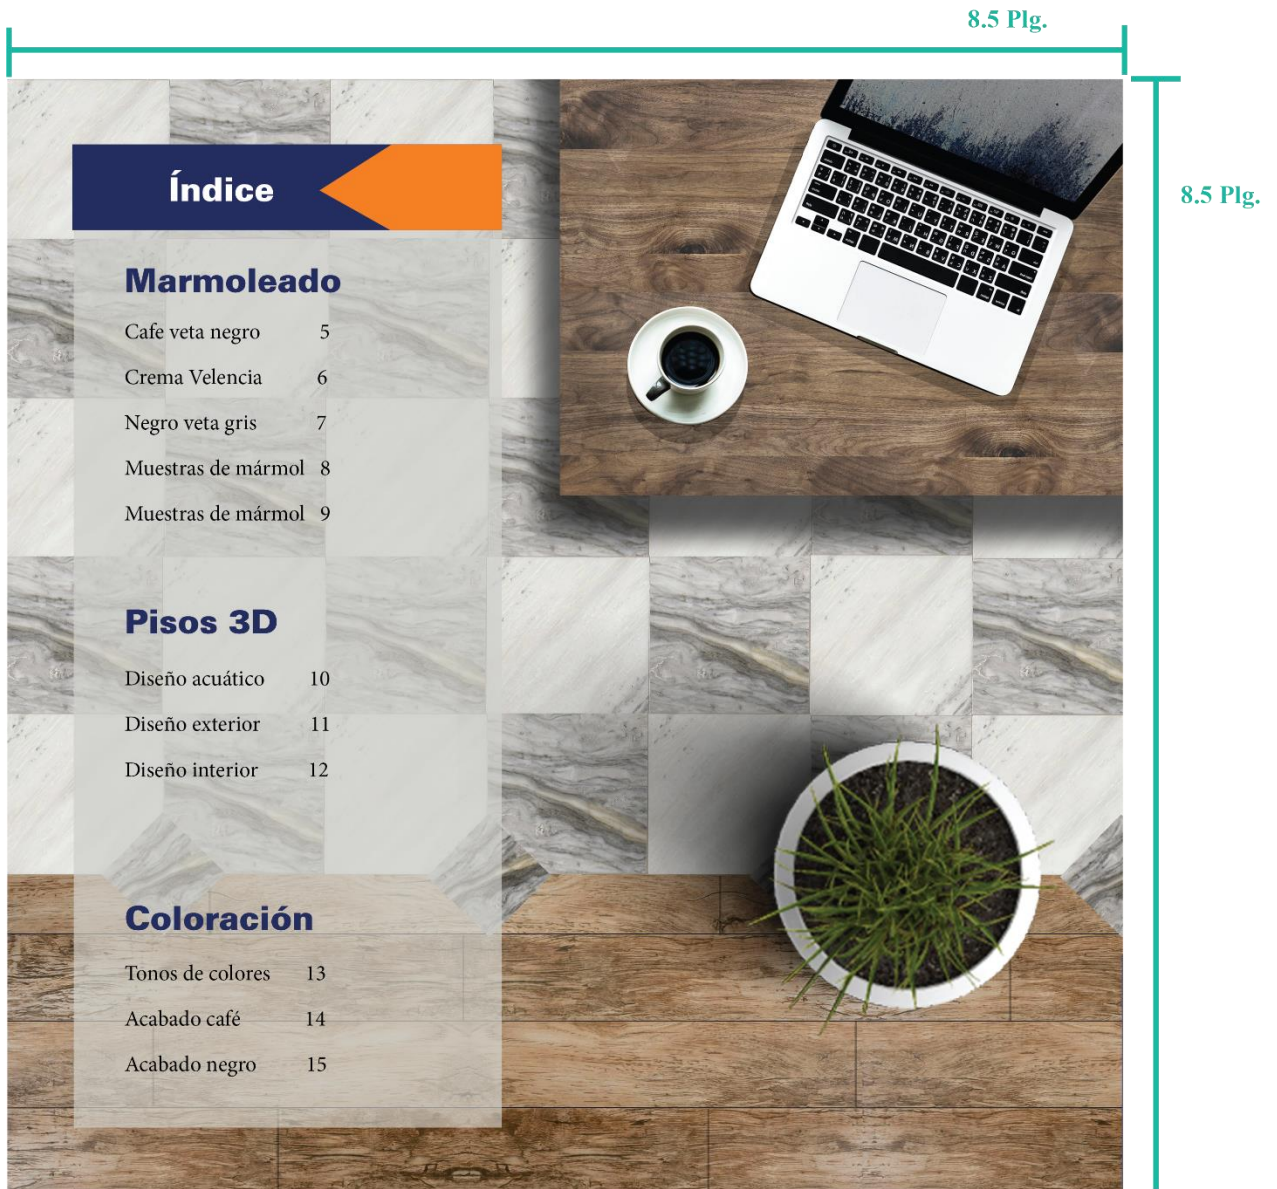 8.5 Plg.
8.5 Plg.
Índice
Marmoleado
Cafe veta negro 5
Crema Velencia 6
Negro veta gris 7
Muestras de mármol 8
Muestras de mármol 9
Pisos 3D
Diseño acuático 10
Diseño exterior 11
Diseño interior 12
Coloración
Tonos de colores 13
Acabado café 14
Acabado negro 15